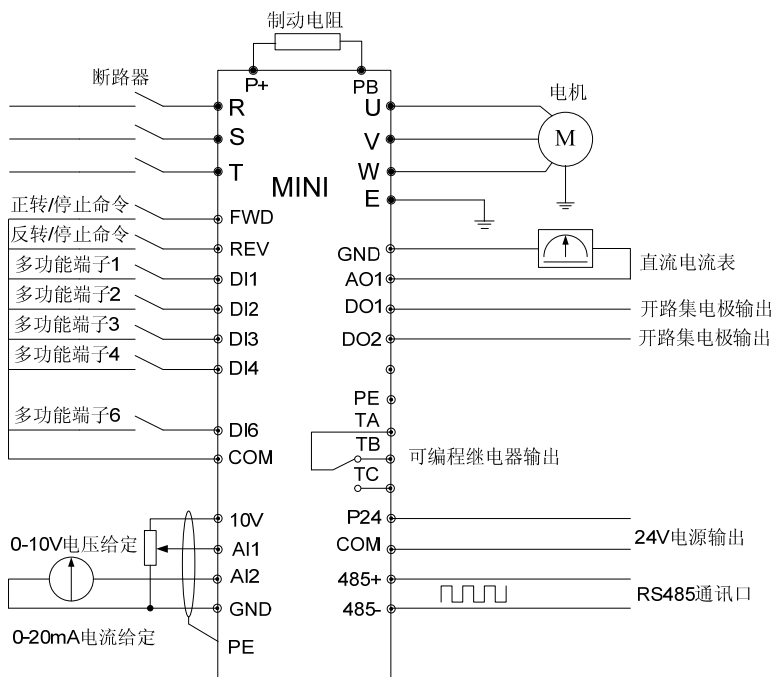 制动电阻
断路器
P+
PB
电机
R
U
S
V
M
T
W
MINI
E
正转/停止命令
FWD
反转/停止命令
REV
GND
多功能端子1
DI1
AO1
直流电流表
多功能端子2
DI2
DO1
开路集电极输出
多功能端子3
DI3
DO2
开路集电极输出
多功能端子4
DI4
PE
TA
多功能端子6
DI6
TB
COM
可编程继电器输出
TC
10V
P24
0-10V电压给定
AI1
COM
24V电源输出
AI2
485+
GND
485-
RS485通讯口
0-20mA电流给定
PE